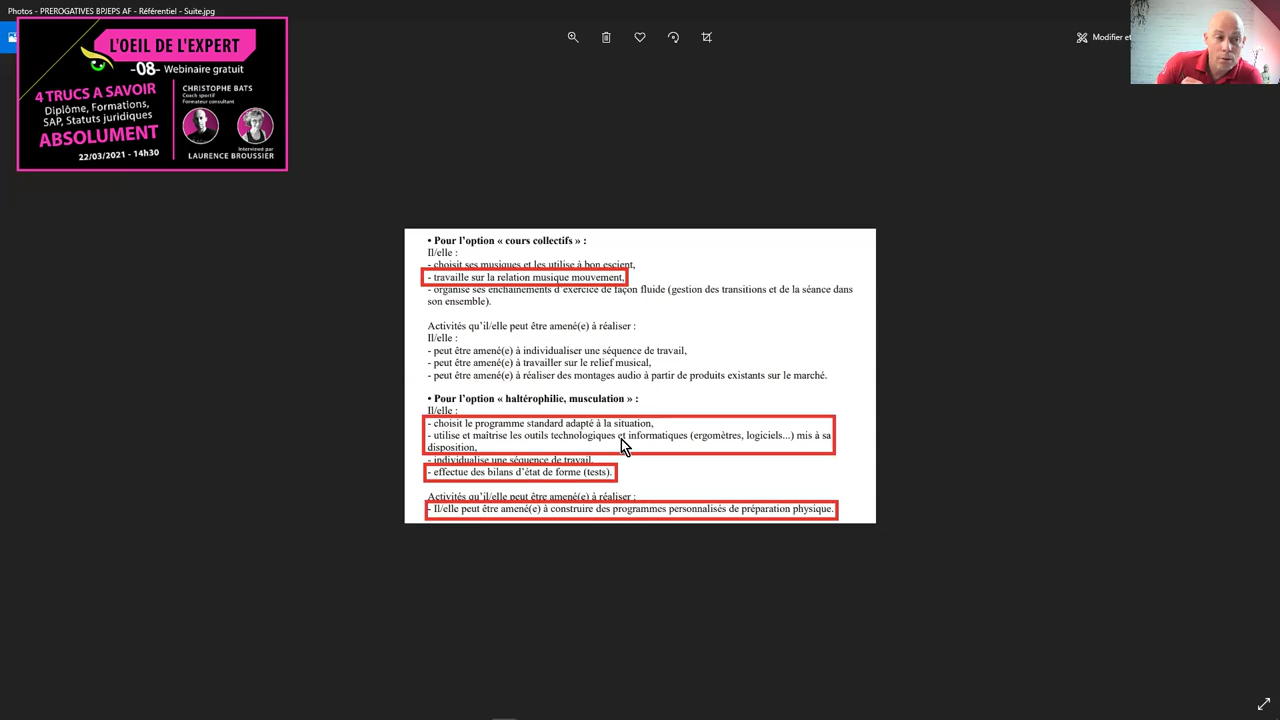 Photos - PREROGATIVES BPJEPS AF - Référentiel - Suite.jpg
L'OEIL DE L'EXPERT
-08- Webinaire gratuit
4 TRUCS A SAVOIR
Diplôme, Formations,
SAP, Statuts juridiques
ABSOLUMENT
22/03/2021 - 14h30
CHRISTOPHE BATS
Coach sportif
Formateur consultant
Interviewed par
LAURENCE BROUSSIER
Modifier et
• Pour l'option « cours collectifs » :
Il/elle :
- choisit ses musiques et les utilise à bon escient,
- travaille sur la relation musique mouvement,
- organise ses enchaînements d'exercice de façon fluide (gestion des transitions et de la séance dans
son ensemble).
Activités qu'il/elle peut être amené(e) à réaliser :
Il/elle :
- peut être amené(e) à individualiser une séquence de travail,
- peut être amené(e) à travailler sur le relief musical,
- peut être amené(e) à réaliser des montages audio à partir de produits existants sur le marché.
• Pour l'option « haltérophilie, musculation » :
Il/elle :
- choisit le programme standard adapté à la situation,
- utilise et maîtrise les outils technologiques et informatiques (ergomètres, logiciels...) mis à sa
disposition,
- individualise une séquence de travail,
- effectue des bilans d'état de forme (tests).
Activités qu'il/elle peut être amené(e) à réaliser :
- Il/elle peut être amené(e) à construire des programmes personnalisés de préparation physique.